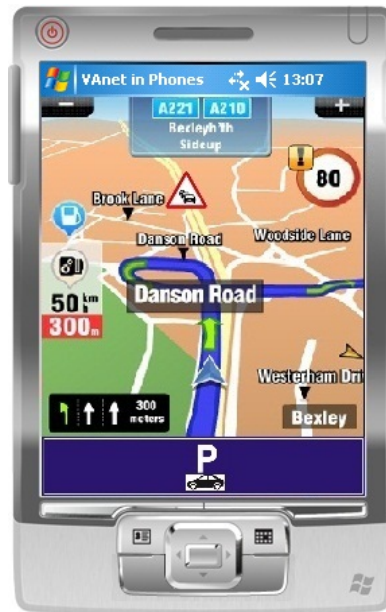 VAnet in Phones 13:07
A221 A210
Sidcup
80
Brook Lane
Danson Road
Woodside Lane
50 km
h
Danson Road
300m
Westerham Dri
300
meters
Bexley
P